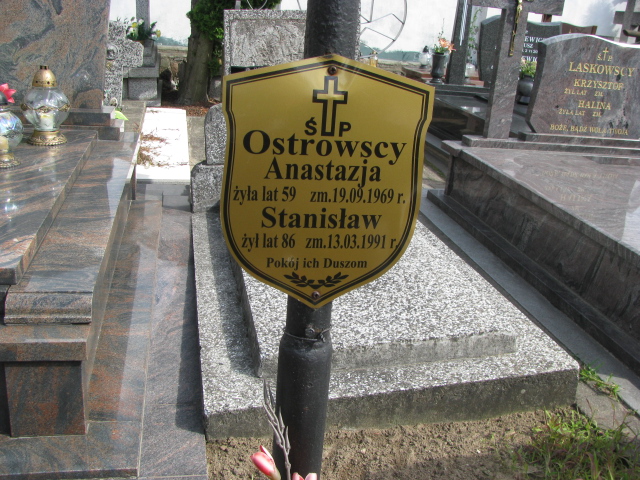 Ś P
Ostrowscy
Anastazja
żyła lat 59 zm.19.09.1969 r.
Stanisław
żył lat 86 zm.13.03.1991 r.
Pokój ich Duszom
Ś P
LASKOWSCY
KRZYSZTOF
HALINA